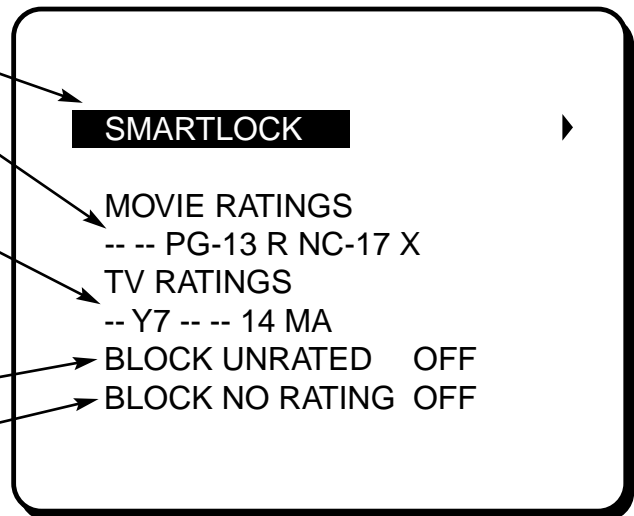 SMARTLOCK
MOVIE RATINGS
-- -- PG-13 R NC-17 X
TV RATINGS
-- Y7 -- -- 14 MA
BLOCK UNRATED OFF
BLOCK NO RATING OFF